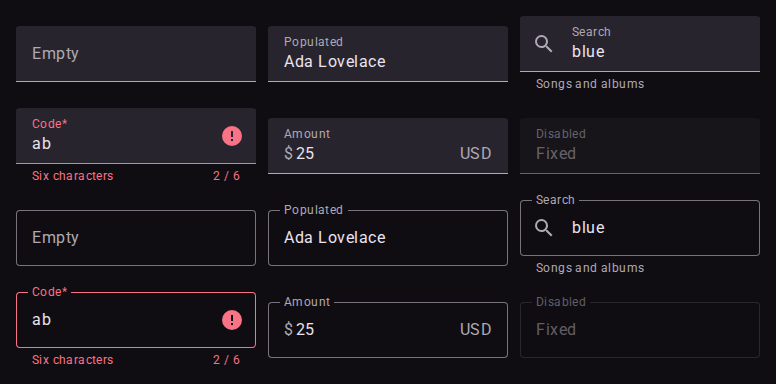 Empty
Populated
Ada Lovelace
Search
blue
Songs and albums
Code*
ab
Six characters
2 / 6
Amount
$ 25
USD
Disabled
Fixed
Empty
Populated
Ada Lovelace
Search
blue
Songs and albums
Code*
ab
Six characters
2 / 6
Amount
$ 25
USD
Disabled
Fixed